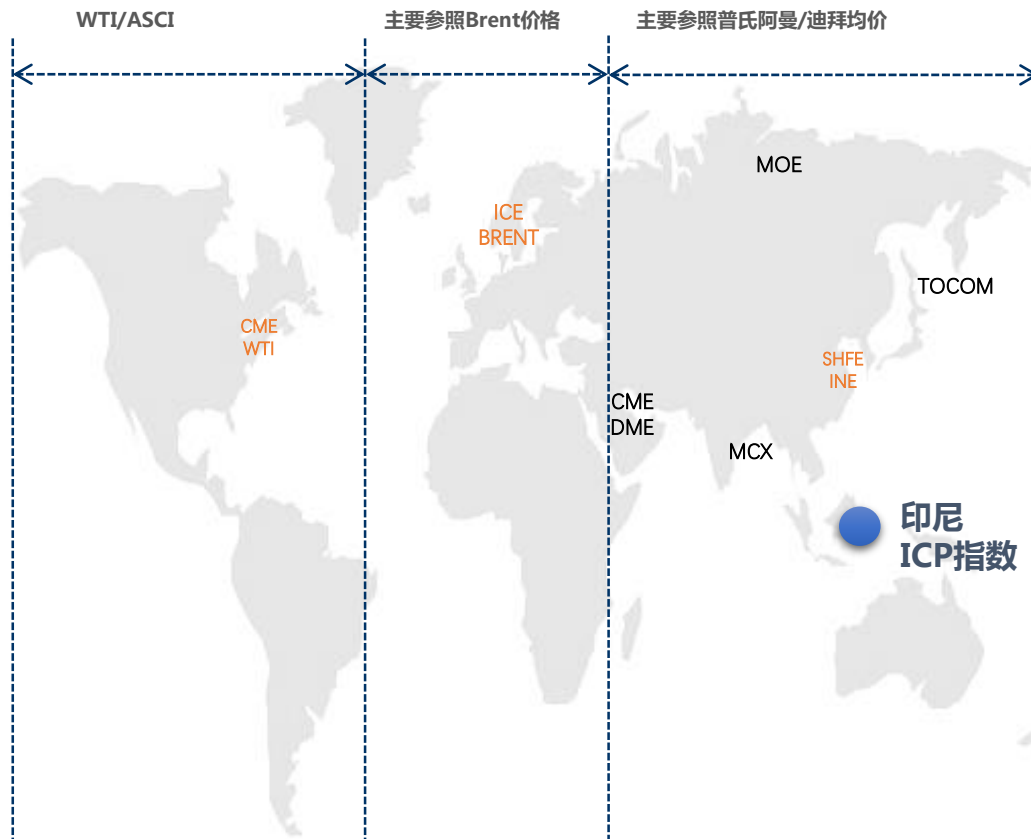 WTI/ASCI
主要参照Brent价格
主要参照普氏阿曼/迪拜均价
MOE
ICE
BRENT
TOCOM
CME
WTI
SHFE
INE
CME
DME
MCX
印尼
ICP指数